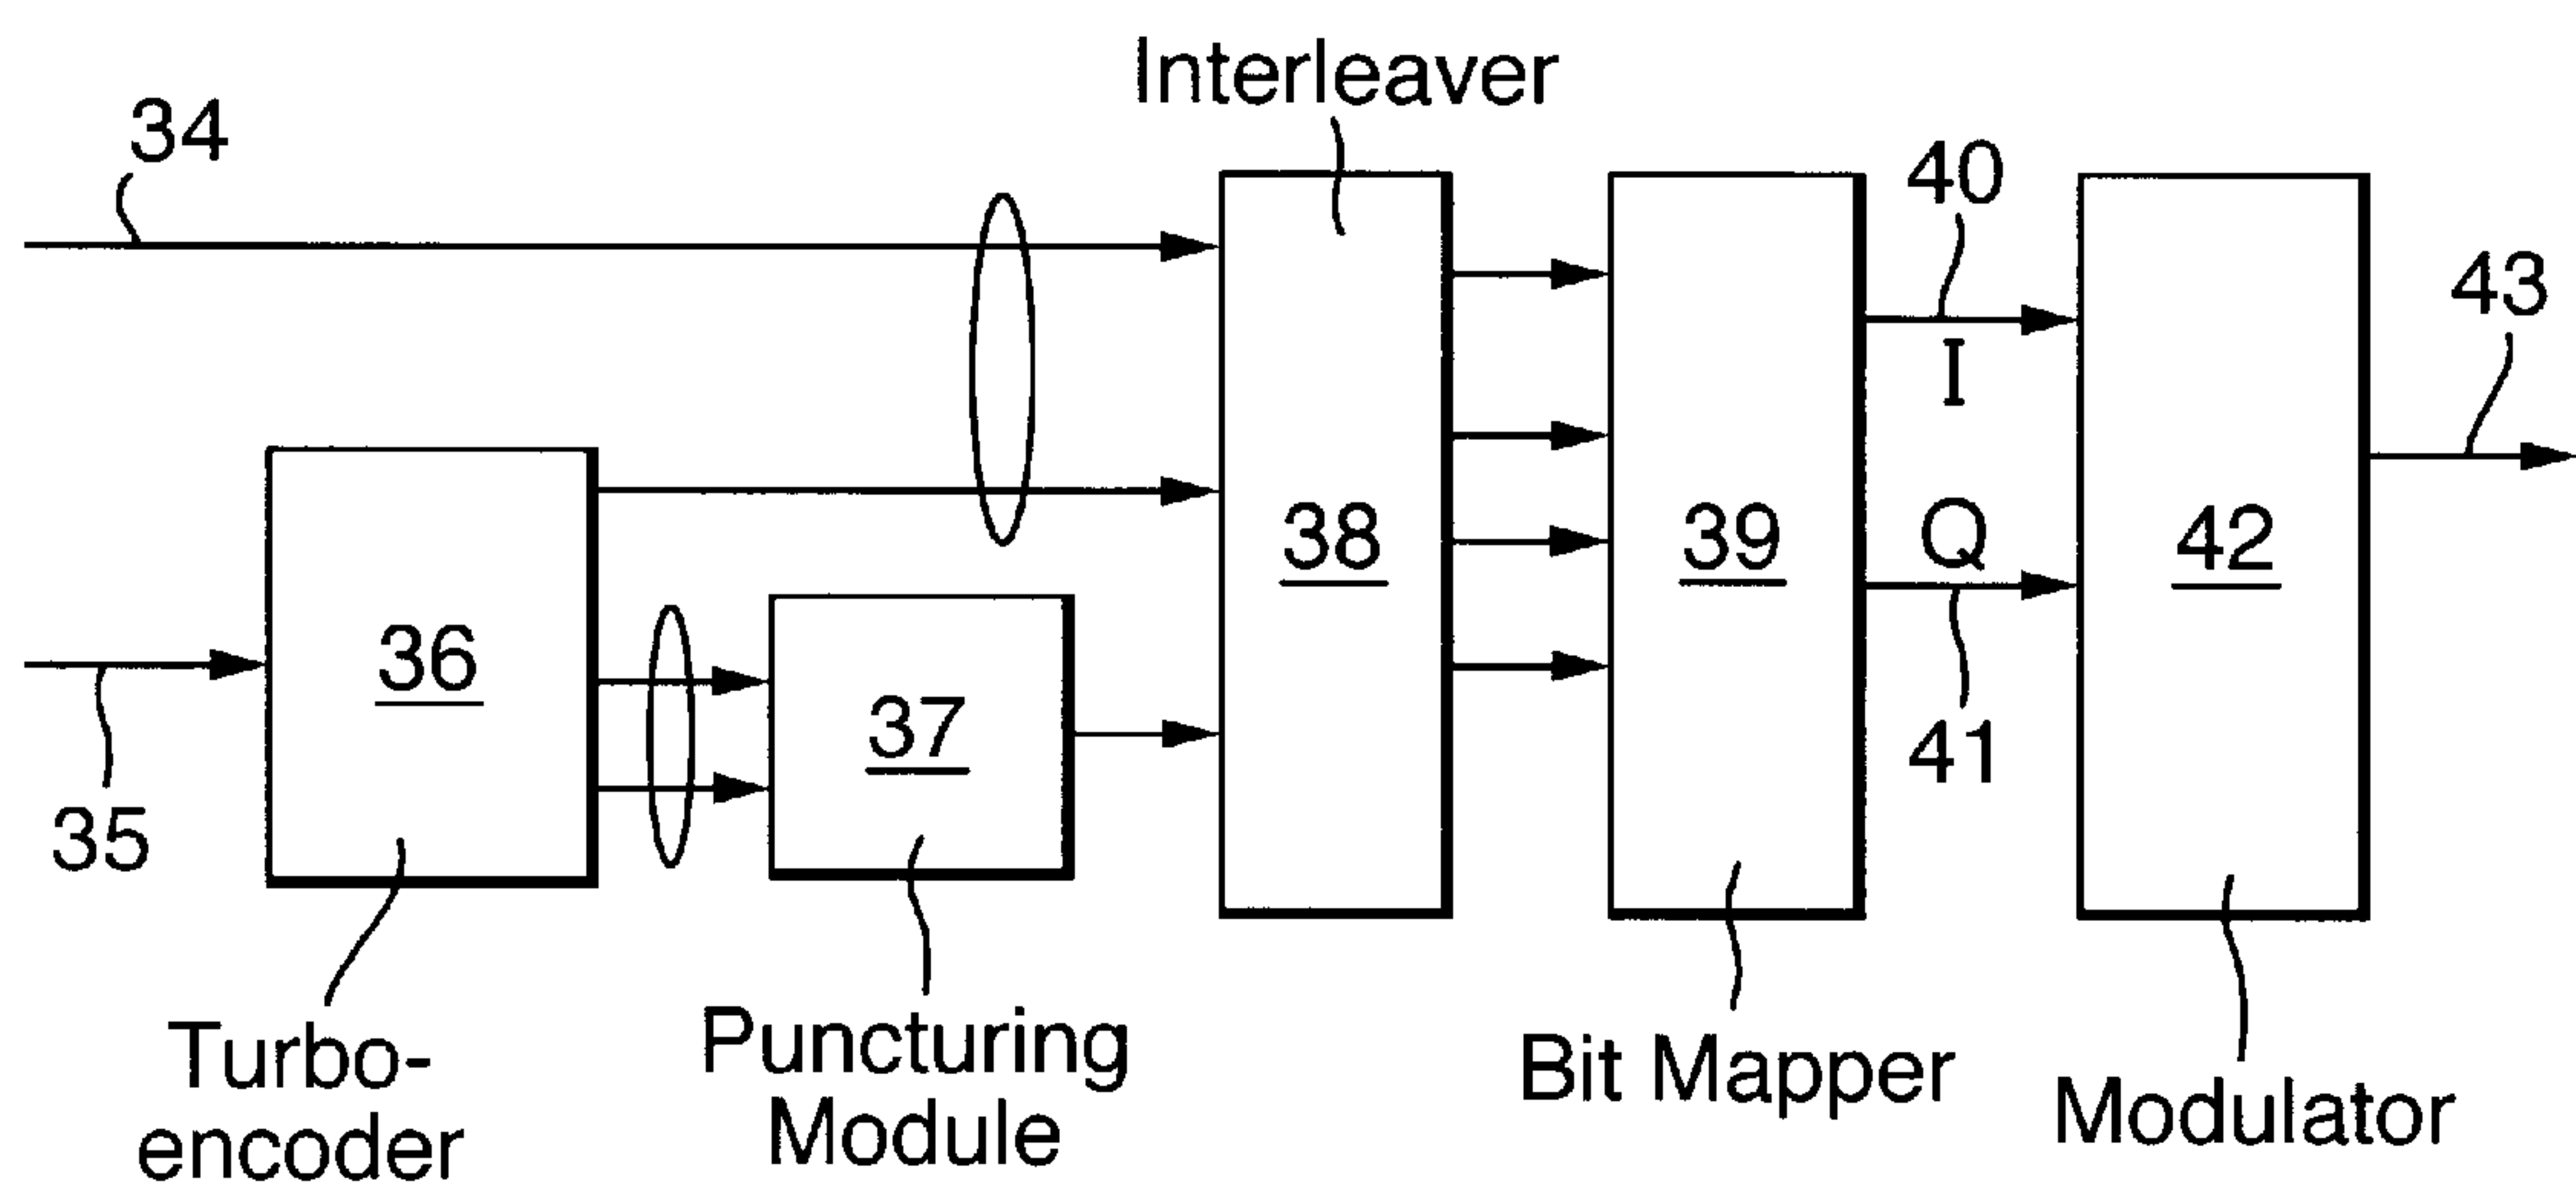 Interleaver
34
40
43
I
38
39
Q
42
36
37
41
35
Turbo-
encoder
Puncturing
Module
Bit Mapper
Modulator